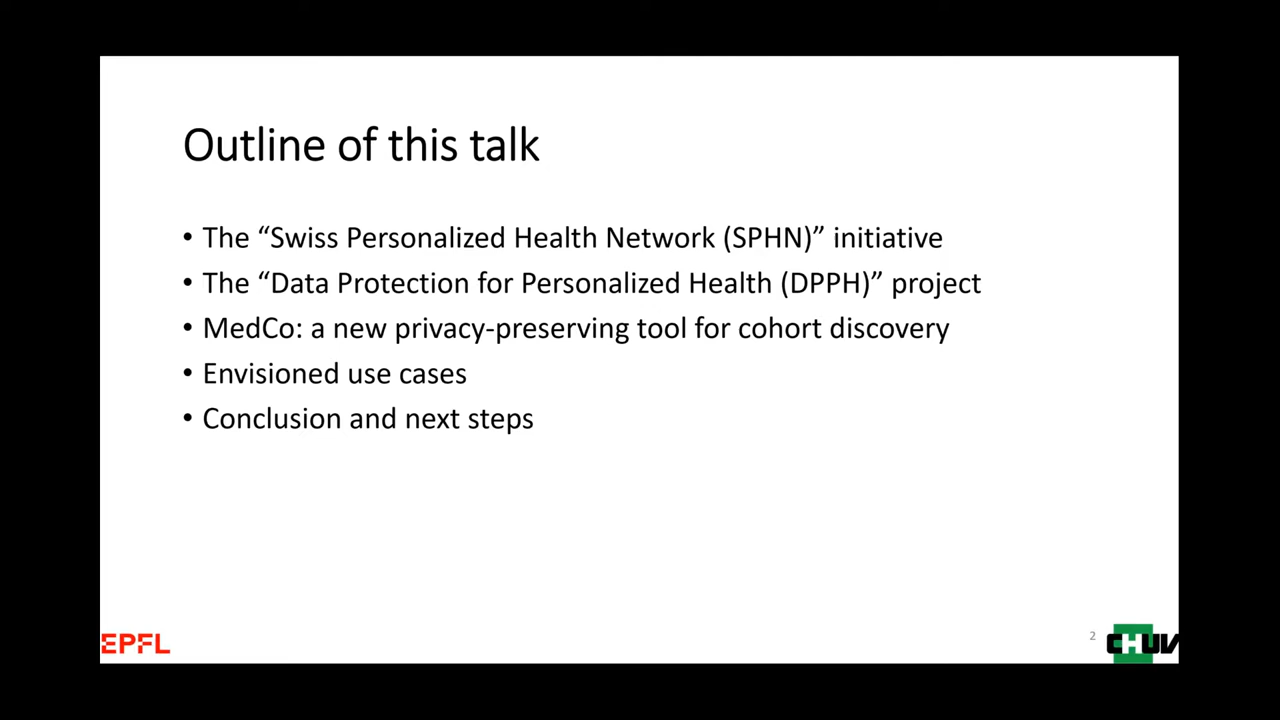 Outline of this talk
• The “Swiss Personalized Health Network (SPHN)” initiative
• The “Data Protection for Personalized Health (DPPH)” project
• MedCo: a new privacy-preserving tool for cohort discovery
• Envisioned use cases
• Conclusion and next steps
EPFL
2
CHUV